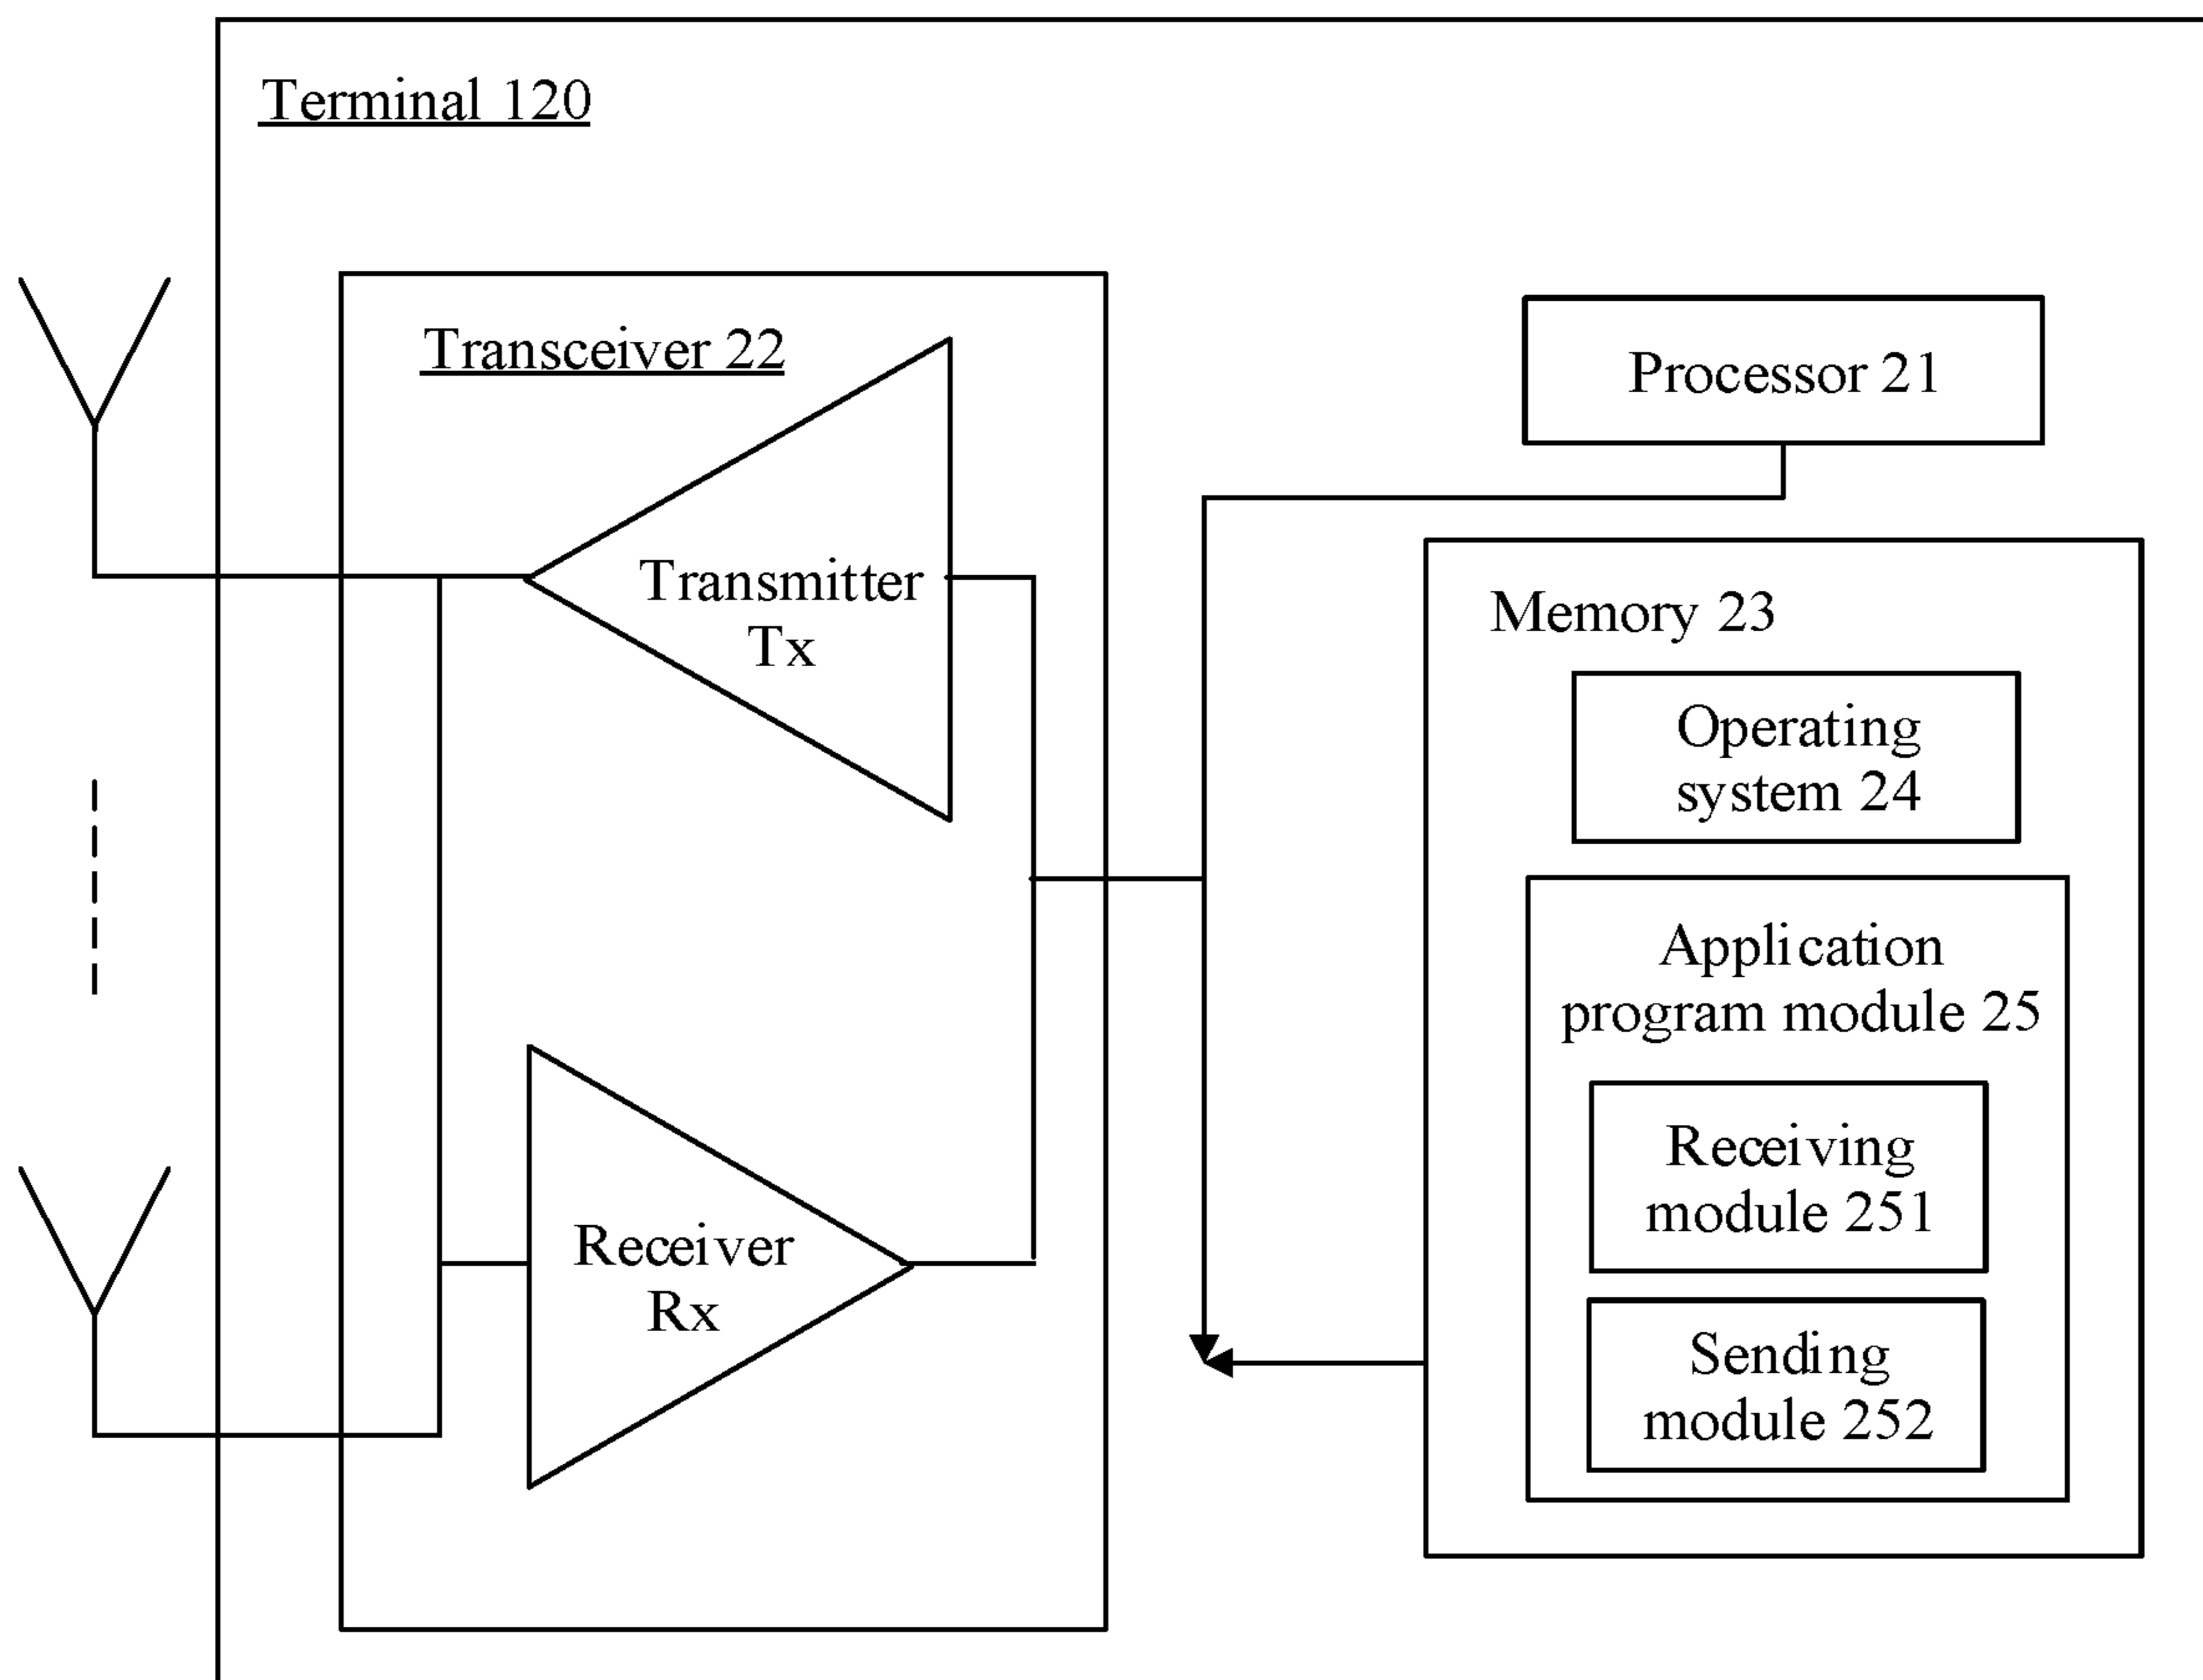 Terminal 120
Transceiver 22
Transmitter
Tx
Receiver
Rx
Processor 21
Memory 23
Operating
system 24
Application
program module 25
Receiving
module 251
Sending
module 252